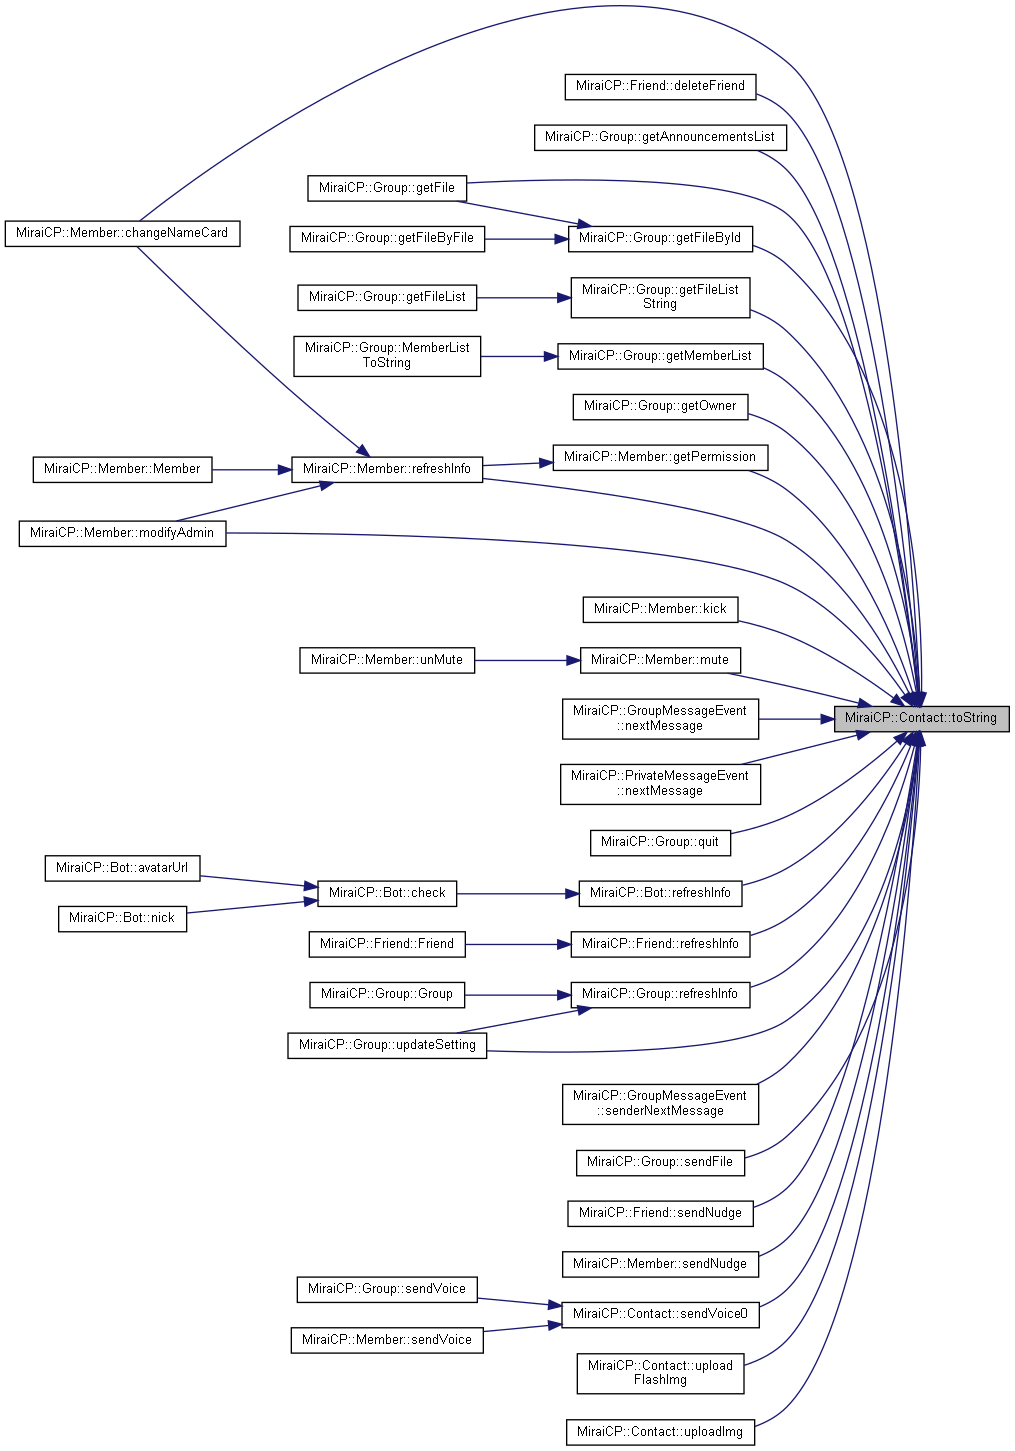 MiraiCP::Friend::deleteFriend
MiraiCP::Group::getAnnouncementsList
MiraiCP::Group::getFile
MiraiCP::Member::changeNameCard
MiraiCP::Group::getFileByFile
MiraiCP::Group::getFileById
MiraiCP::Group::getFileList
MiraiCP::Group::getFileList
String
MiraiCP::Group::MemberList
ToString
MiraiCP::Group::getMemberList
MiraiCP::Group::getOwner
MiraiCP::Member::Member
MiraiCP::Member::refreshInfo
MiraiCP::Member::getPermission
MiraiCP::Member::modifyAdmin
MiraiCP::Member::kick
MiraiCP::Member::unMute
MiraiCP::Member::mute
MiraiCP::GroupMessageEvent
::nextMessage
MiraiCP::Contact::toString
MiraiCP::PrivateMessageEvent
::nextMessage
MiraiCP::Group::quit
MiraiCP::Bot::avatarUrl
MiraiCP::Bot::check
MiraiCP::Bot::refreshInfo
MiraiCP::Bot::nick
MiraiCP::Friend::Friend
MiraiCP::Friend::refreshInfo
MiraiCP::Group::Group
MiraiCP::Group::refreshInfo
MiraiCP::Group::updateSetting
MiraiCP::GroupMessageEvent
::senderNextMessage
MiraiCP::Group::sendFile
MiraiCP::Friend::sendNudge
MiraiCP::Member::sendNudge
MiraiCP::Group::sendVoice
MiraiCP::Contact::sendVoice0
MiraiCP::Member::sendVoice
MiraiCP::Contact::upload
FlashImg
MiraiCP::Contact::uploadImg